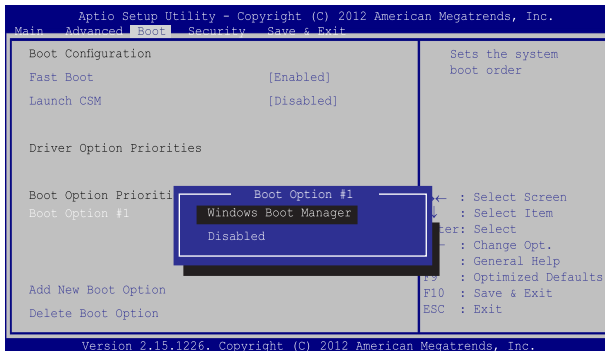 Aptio Setup Utility - Copyright (C) 2012 American Megatrends, Inc.
Main Advanced Boot Security Save & Exit
Boot Configuration
Fast Boot [Enabled]
Launch CSM [Disabled]
Driver Option Priorities
Boot Option Prioriti
Boot Option #1
Add New Boot Option
Delete Boot Option
Boot Option #1
Windows Boot Manager
Disabled
Sets the system
boot order
→← : Select Screen
↓ : Select Item
ter: Select
— : Change Opt.
: General Help
F9 : Optimized Defaults
F10 : Save & Exit
ESC : Exit
Version 2.15.1226. Copyright (C) 2012 American Megatrends, Inc.